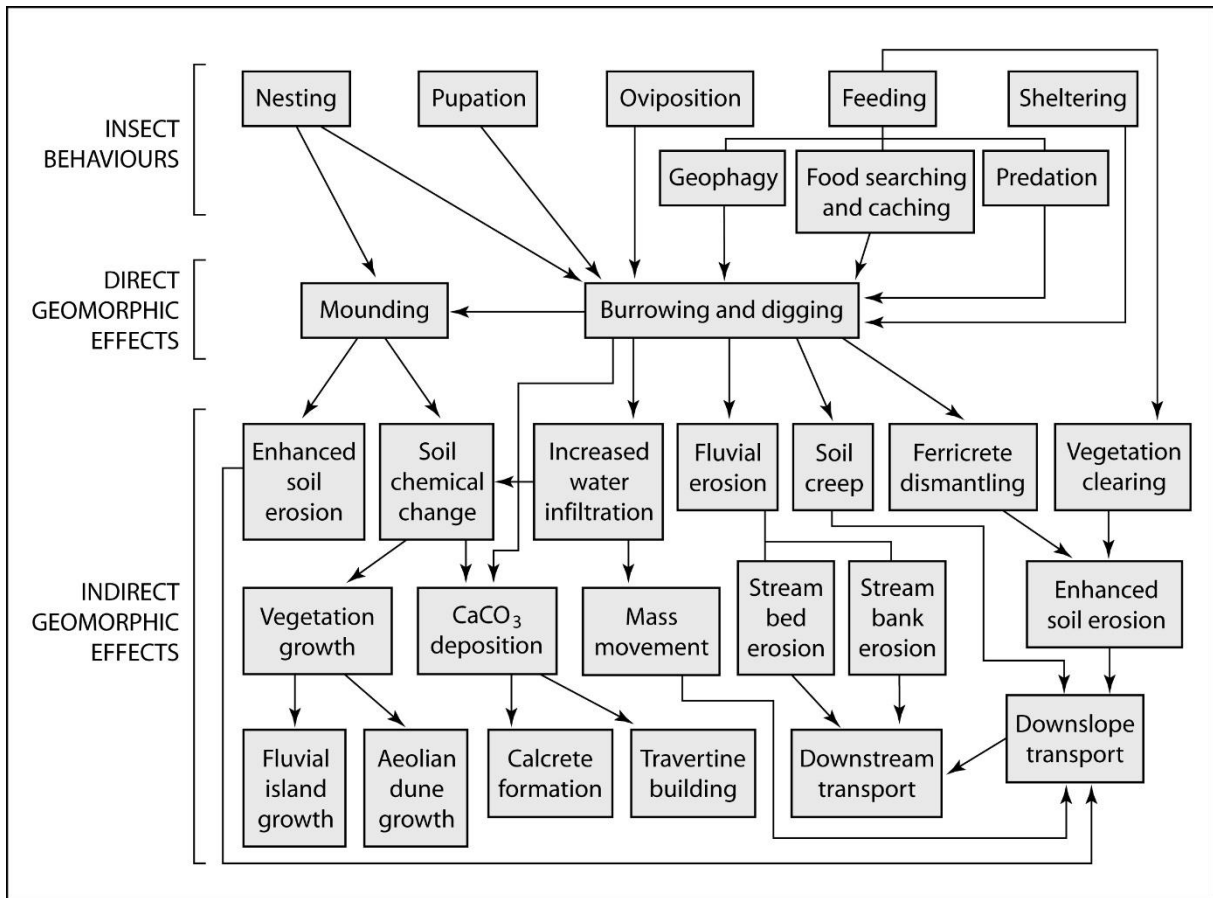 INSECT
BEHAVIOURS
Nesting
Pupation
Oviposition
Feeding
Sheltering
Geophagy
Food searching
and caching
Predation
DIRECT
GEOMORPHIC
EFFECTS
Mounding
Burrowing and digging
INDIRECT
GEOMORPHIC
EFFECTS
Enhanced
soil
erosion
Soil
chemical
change
Increased
water
infiltration
Fluvial
erosion
Soil
creep
Ferricrete
dismantling
Vegetation
clearing
Vegetation
growth
CaCO₃
deposition
Mass
movement
Stream
bed
erosion
Stream
bank
erosion
Enhanced
soil erosion
Fluvial
island
growth
Aeolian
dune
growth
Calcrete
formation
Travertine
building
Downstream
transport
Downslope
transport